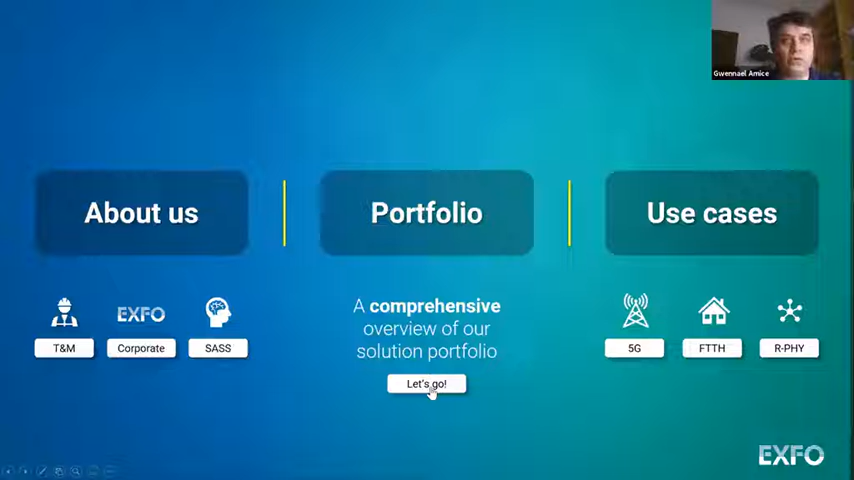 Gwennael Amice
About us
Portfolio
Use cases
EXFO
T&M
Corporate
SASS
A comprehensive
overview of our
solution portfolio
Let's go!
5G
FTTH
R-PHY
EXFO